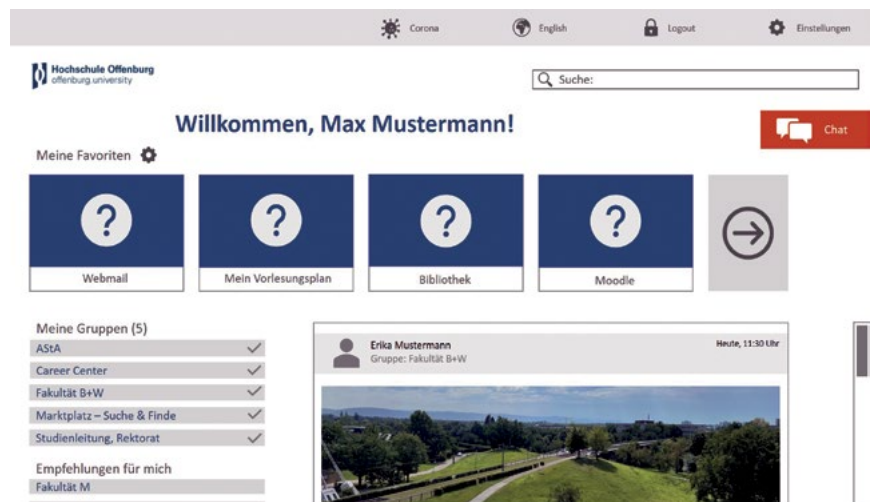 Corona English Logout Einstellungen
Hochschule Offenburg
offenburg.university
Suche:
Willkommen, Max Mustermann!
Chat
Meine Favoriten
Webmail Mein Vorlesungsplan Bibliothek Moodle
Meine Gruppen (5)
AStA
Career Center
Fakultät B+W
Marktplatz – Suche & Finde
Studienleitung, Rektorat
Empfehlungen für mich
Fakultät M
Erika Mustermann Heute, 11:30 Uhr
Gruppe: Fakultät B+W